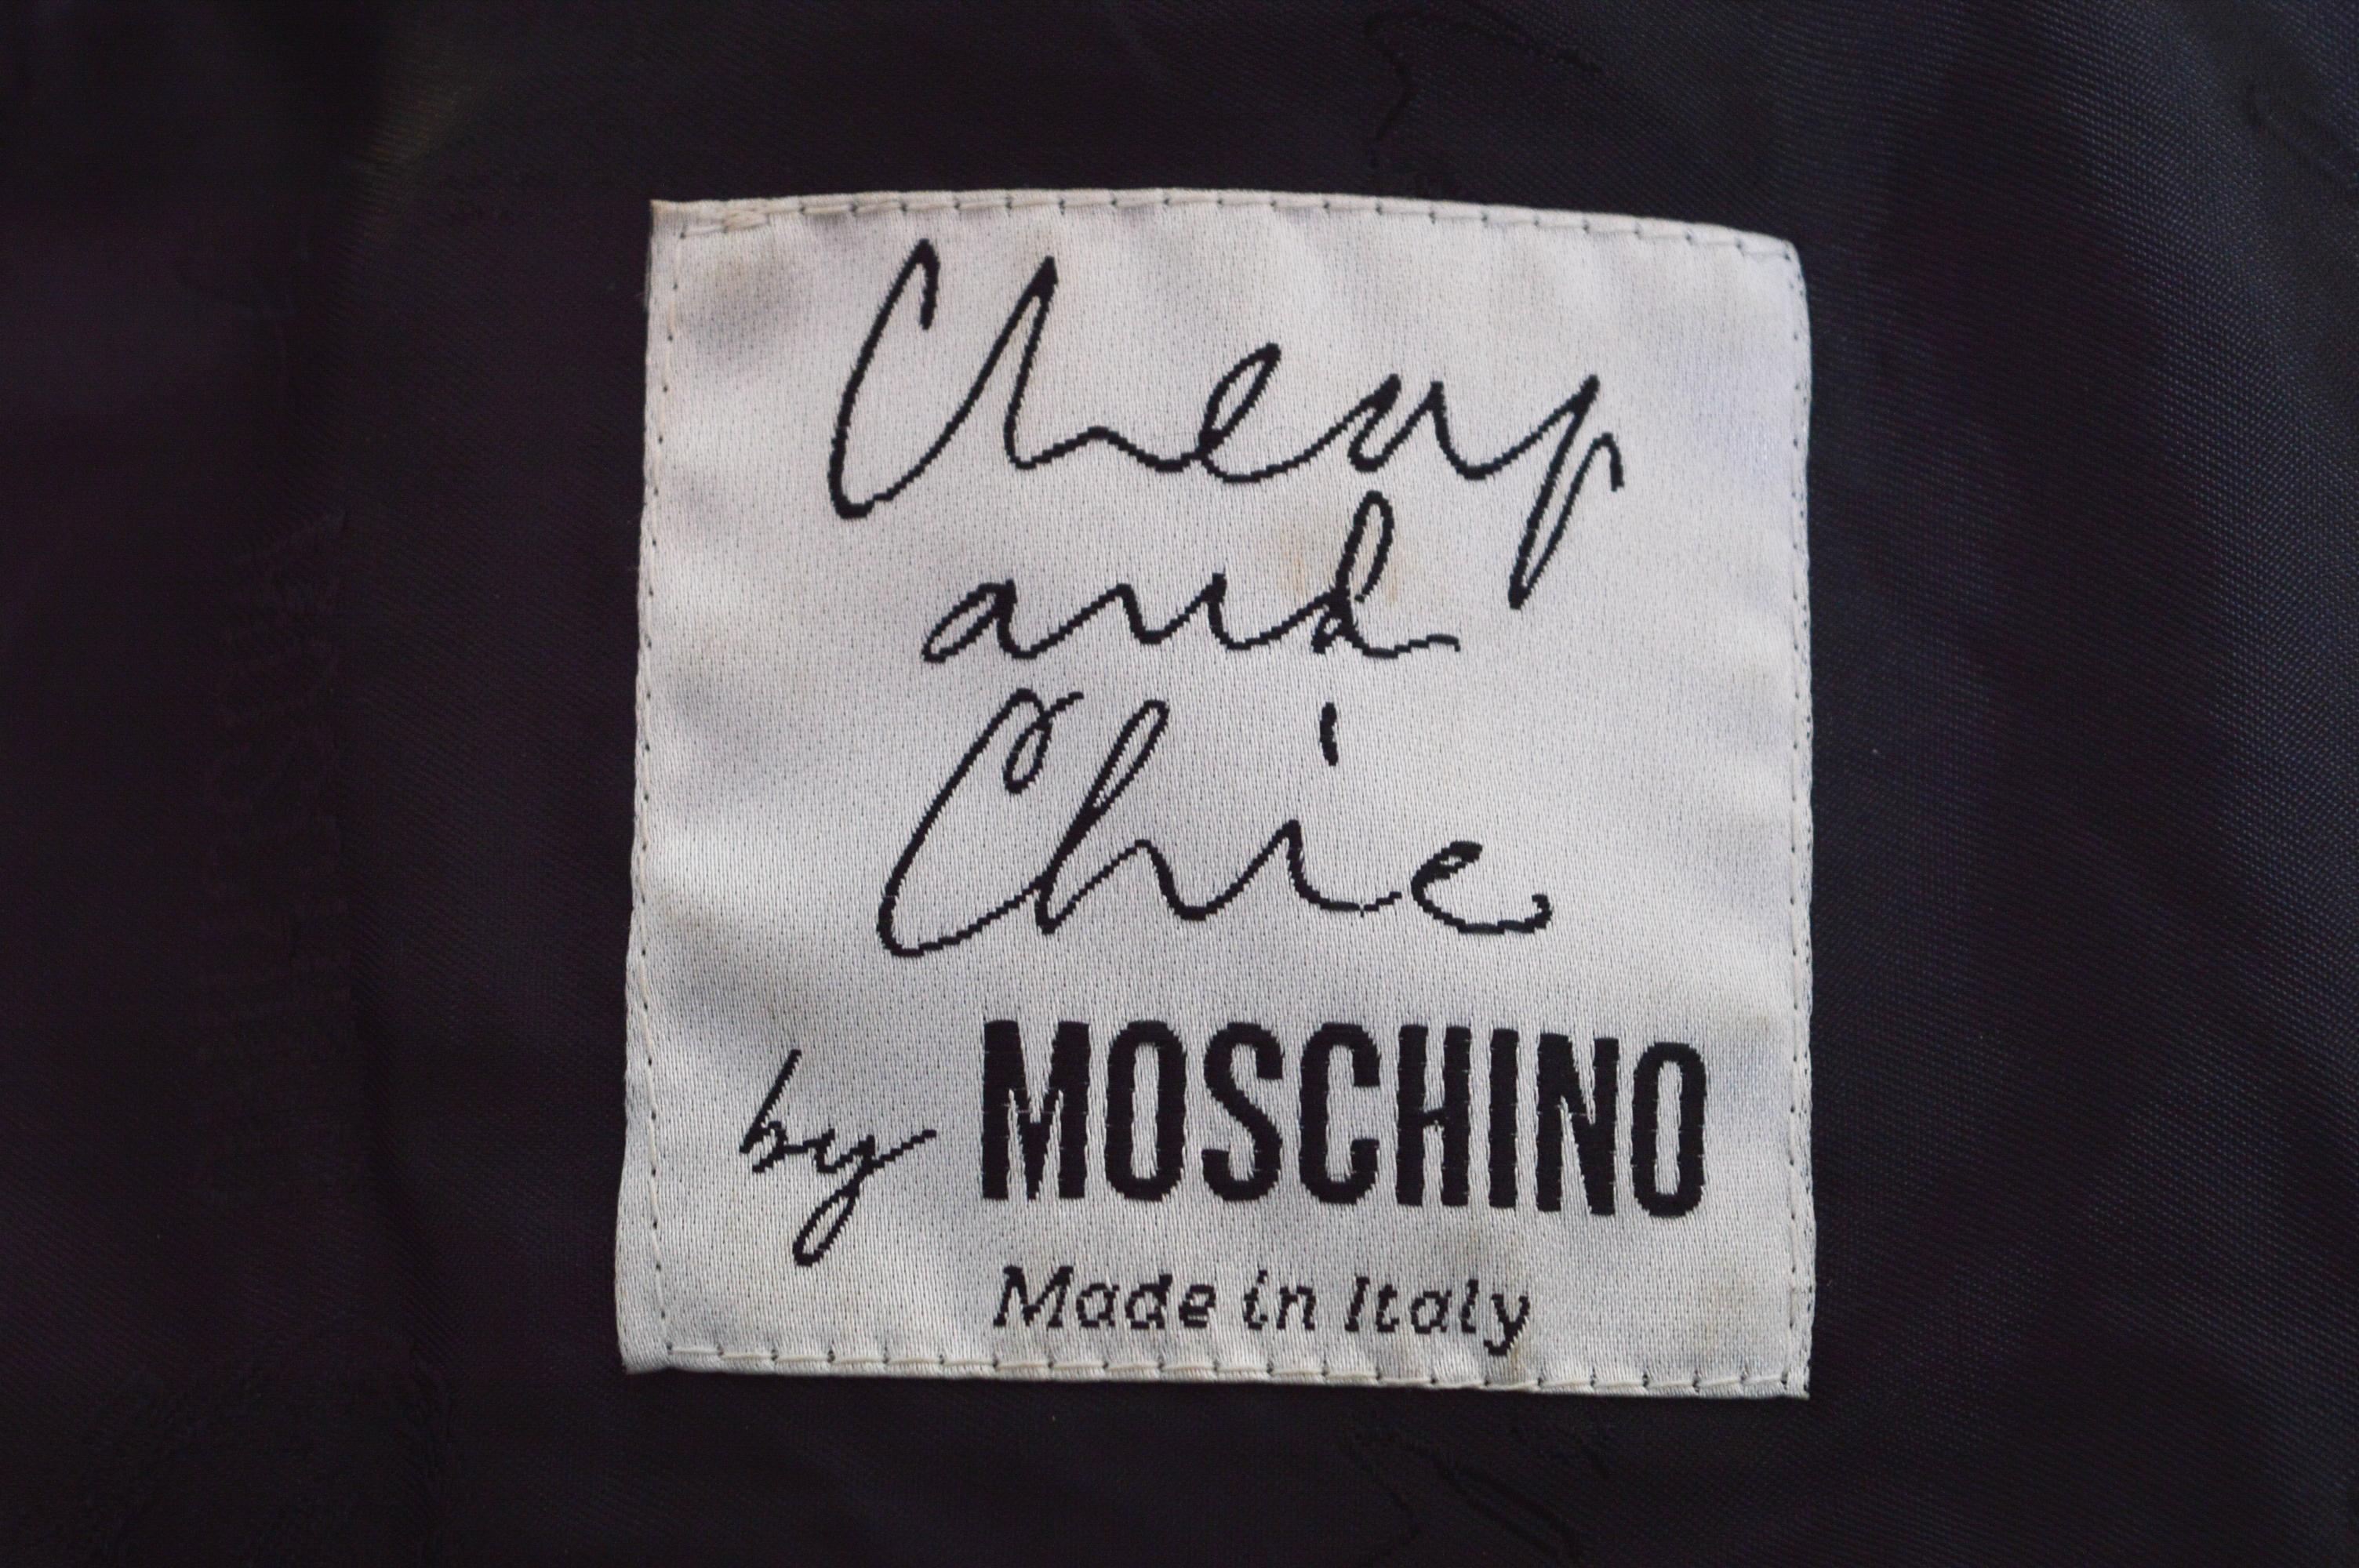 Cheap
and
Chic
by MOSCHINO
Made in Italy